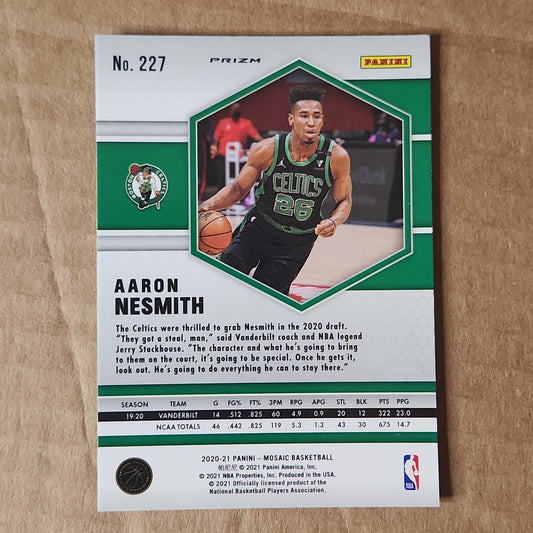 No. 227
PRIZM
PANINI
BOSTON CELTICS
CELTICS
26
AARON
NESMITH
The Celtics were thrilled to grab Nesmith in the 2020 draft.
"They got a steal, man," said Vanderbilt coach and NBA legend
Jerry Stackhouse. "The character and what he's going to bring
to them on the court, it's going to be special. Once he gets it,
look out. He's going to do everything he can to stay there."
SEASON TEAM G FG% FT% 3PM RPG APG STL BLK PTS PPG
19-20 VANDERBILT 14 .512 .825 60 4.9 0.9 20 12 322 23.0
NCAA TOTALS 46 .442 .825 119 5.3 1.3 43 30 675 14.7
2020-21 PANINI – MOSAIC BASKETBALL
帕尼尼 © 2021 Panini America, Inc.
© 2021 NBA Properties, Inc. Produced in the USA.
© 2021 Officially licensed product of the
National Basketball Players Association.
NBA